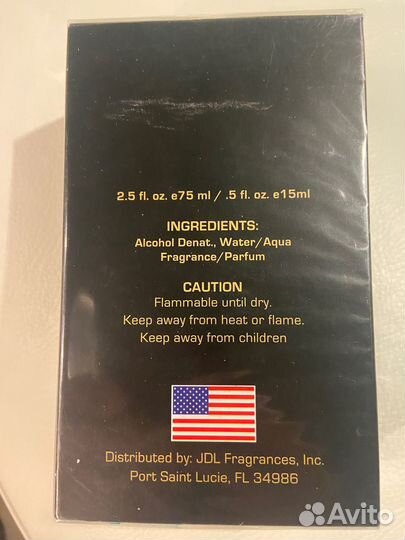 2.5 fl. oz. e75 ml / .5 fl. oz. e15ml
INGREDIENTS:
Alcohol Denat., Water/Aqua
Fragrance/Parfum
CAUTION
Flammable until dry.
Keep away from heat or flame.
Keep away from children
Distributed by: JDL Fragrances, Inc.
Port Saint Lucie, FL 34986
Avito